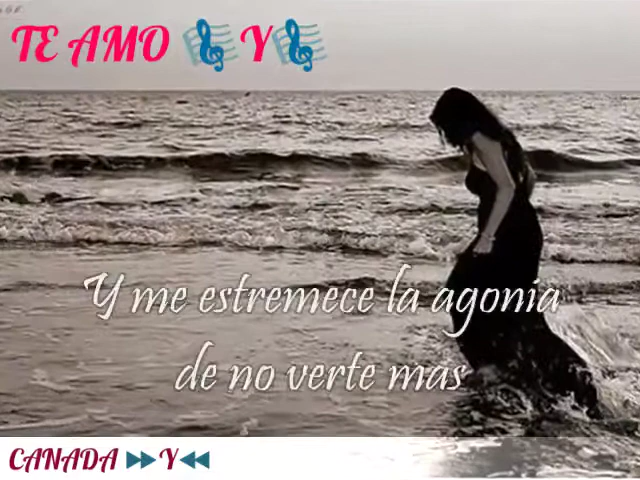 TE AMO 🎼 Y🎼
Y me estremece la agonia
de no verte mas
CANADA ⏩Y⏪